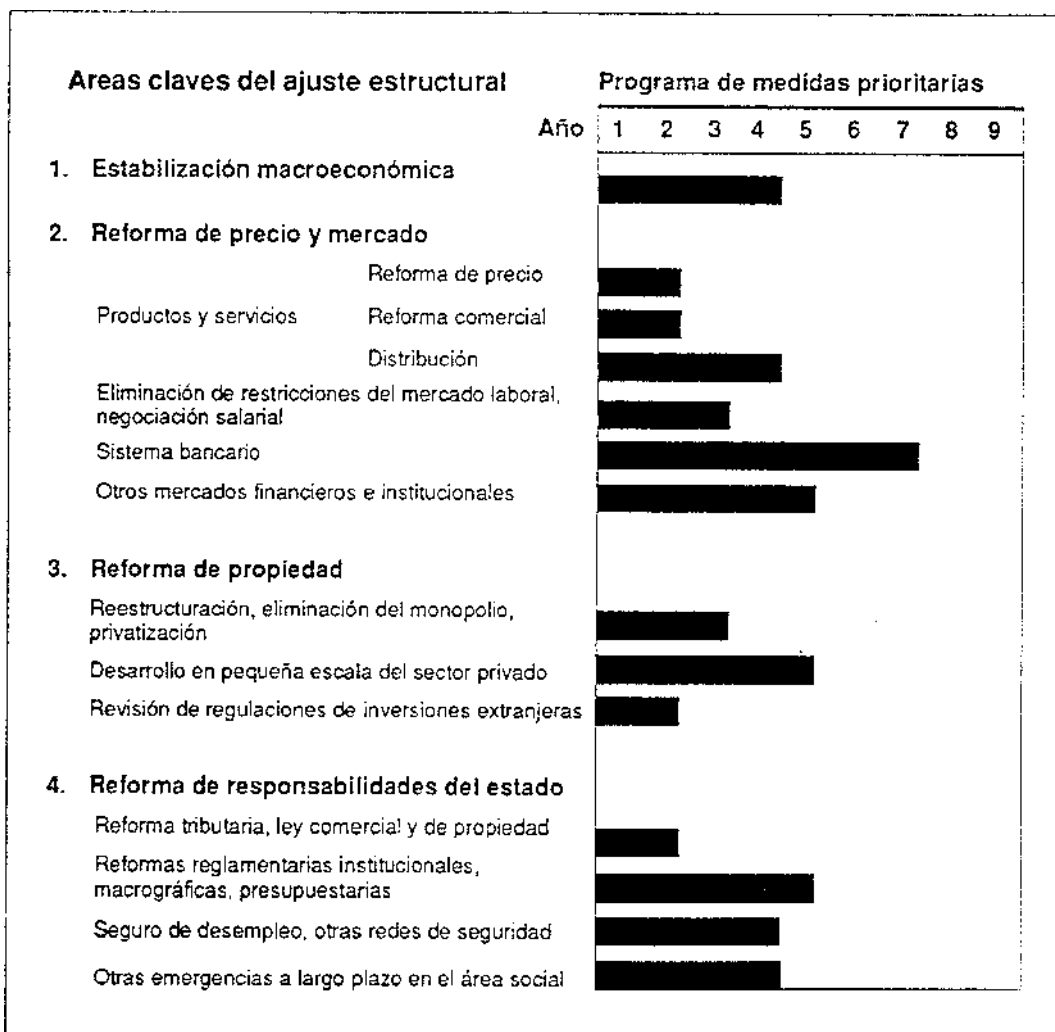 Areas claves del ajuste estructural
Programa de medidas prioritarias
Año 1 2 3 4 5 6 7 8 9
1. Estabilización macroeconómica
2. Reforma de precio y mercado
Reforma de precio
Productos y servicios Reforma comercial
Distribución
Eliminación de restricciones del mercado laboral,
negociación salarial
Sistema bancario
Otros mercados financieros e institucionales
3. Reforma de propiedad
Reestructuración, eliminación del monopolio,
privatización
Desarrollo en pequeña escala del sector privado
Revisión de regulaciones de inversiones extranjeras
4. Reforma de responsabilidades del estado
Reforma tributaria, ley comercial y de propiedad
Reformas reglamentarias institucionales,
macrográficas, presupuestarias
Seguro de desempleo, otras redes de seguridad
Otras emergencias a largo plazo en el área social